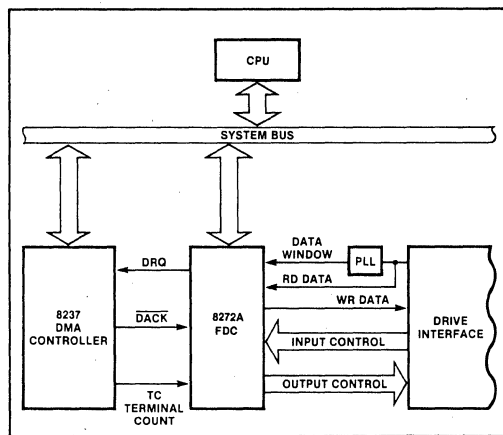 CPU
SYSTEM BUS
8237
DMA
CONTROLLER
DRQ
DACK
TC
TERMINAL
COUNT
8272A
FDC
DATA
WINDOW
PLL
RD DATA
WR DATA
INPUT CONTROL
OUTPUT CONTROL
DRIVE
INTERFACE